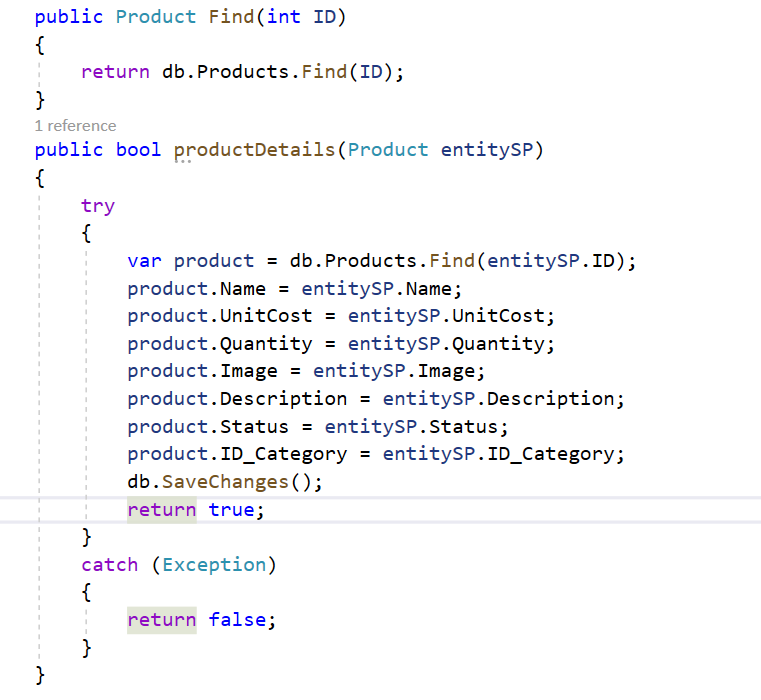 public Product Find(int ID)
{
return db.Products.Find(ID);
}
1 reference
public bool productDetails(Product entitySP)
{
try
{
var product = db.Products.Find(entitySP.ID);
product.Name = entitySP.Name;
product.UnitCost = entitySP.UnitCost;
product.Quantity = entitySP.Quantity;
product.Image = entitySP.Image;
product.Description = entitySP.Description;
product.Status = entitySP.Status;
product.ID_Category = entitySP.ID_Category;
db.SaveChanges();
return true;
}
catch (Exception)
{
return false;
}
}